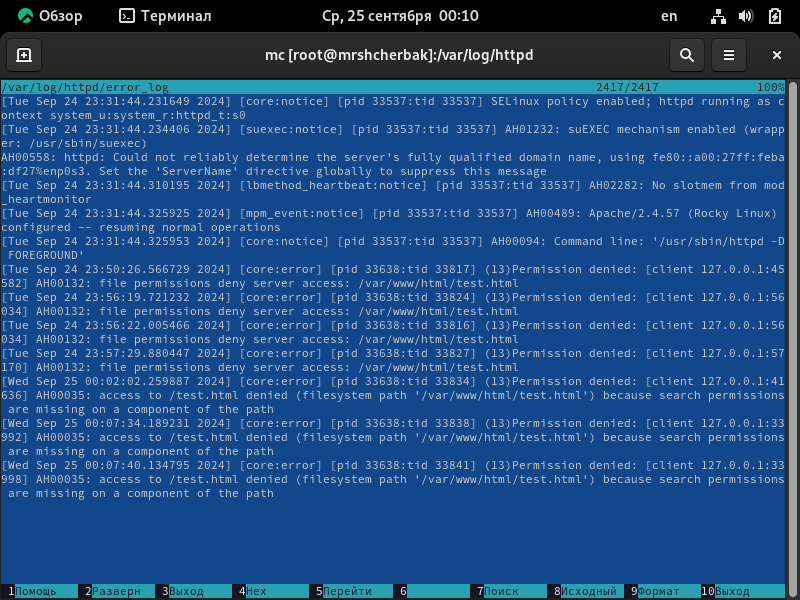 Обзор Терминал Ср, 25 сентября 00:10 en
mc [root@mrshcherbak]:/var/log/httpd
/var/log/httpd/error_log 2417/2417 100%
[Tue Sep 24 23:31:44.231649 2024] [core:notice] [pid 33537:tid 33537] SELinux policy enabled; httpd running as c
ontext system_u:system_r:httpd_t:s0
[Tue Sep 24 23:31:44.234406 2024] [suexec:notice] [pid 33537:tid 33537] AH01232: suEXEC mechanism enabled (wrapp
er: /usr/sbin/suexec)
AH00558: httpd: Could not reliably determine the server's fully qualified domain name, using fe80::a00:27ff:feba
:df27%enp0s3. Set the 'ServerName' directive globally to suppress this message
[Tue Sep 24 23:31:44.310195 2024] [lbmethod_heartbeat:notice] [pid 33537:tid 33537] AH02282: No slotmem from mod
_heartmonitor
[Tue Sep 24 23:31:44.325925 2024] [mpm_event:notice] [pid 33537:tid 33537] AH00489: Apache/2.4.57 (Rocky Linux)
configured -- resuming normal operations
[Tue Sep 24 23:31:44.325953 2024] [core:notice] [pid 33537:tid 33537] AH00094: Command line: '/usr/sbin/httpd -D
FOREGROUND'
[Tue Sep 24 23:50:26.566729 2024] [core:error] [pid 33638:tid 33817] (13)Permission denied: [client 127.0.0.1:45
582] AH00132: file permissions deny server access: /var/www/html/test.html
[Tue Sep 24 23:56:19.721232 2024] [core:error] [pid 33638:tid 33824] (13)Permission denied: [client 127.0.0.1:56
034] AH00132: file permissions deny server access: /var/www/html/test.html
[Tue Sep 24 23:56:22.005466 2024] [core:error] [pid 33638:tid 33816] (13)Permission denied: [client 127.0.0.1:56
034] AH00132: file permissions deny server access: /var/www/html/test.html
[Tue Sep 24 23:57:29.880447 2024] [core:error] [pid 33638:tid 33827] (13)Permission denied: [client 127.0.0.1:57
170] AH00132: file permissions deny server access: /var/www/html/test.html
[Wed Sep 25 00:02:02.259887 2024] [core:error] [pid 33638:tid 33834] (13)Permission denied: [client 127.0.0.1:41
636] AH00035: access to /test.html denied (filesystem path '/var/www/html/test.html') because search permissions
are missing on a component of the path
[Wed Sep 25 00:07:34.189231 2024] [core:error] [pid 33638:tid 33838] (13)Permission denied: [client 127.0.0.1:33
992] AH00035: access to /test.html denied (filesystem path '/var/www/html/test.html') because search permissions
are missing on a component of the path
[Wed Sep 25 00:07:40.134795 2024] [core:error] [pid 33638:tid 33841] (13)Permission denied: [client 127.0.0.1:33
998] AH00035: access to /test.html denied (filesystem path '/var/www/html/test.html') because search permissions
are missing on a component of the path
1Помощь 2Разверн 3Выход 4Hex 5Перейти 6 7Поиск 8Исходный 9Формат 10Выход